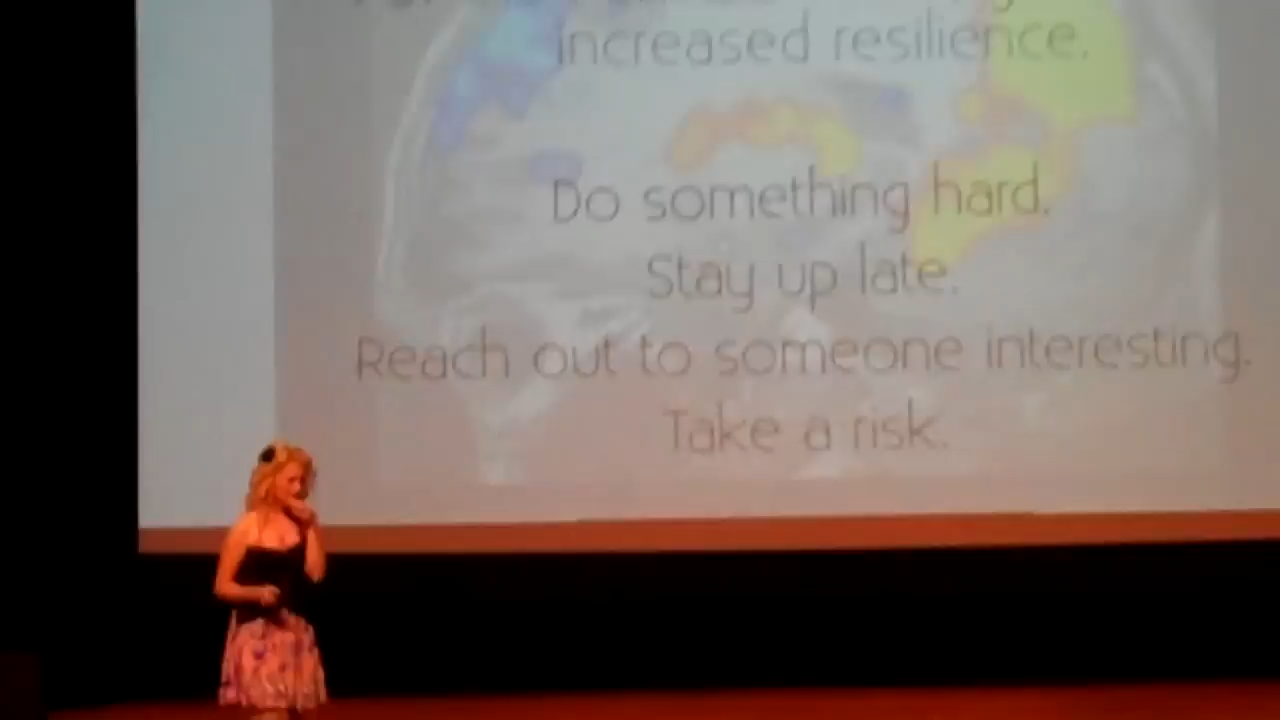 increased resilience.
Do something hard.
Stay up late.
Reach out to someone interesting.
Take a risk.